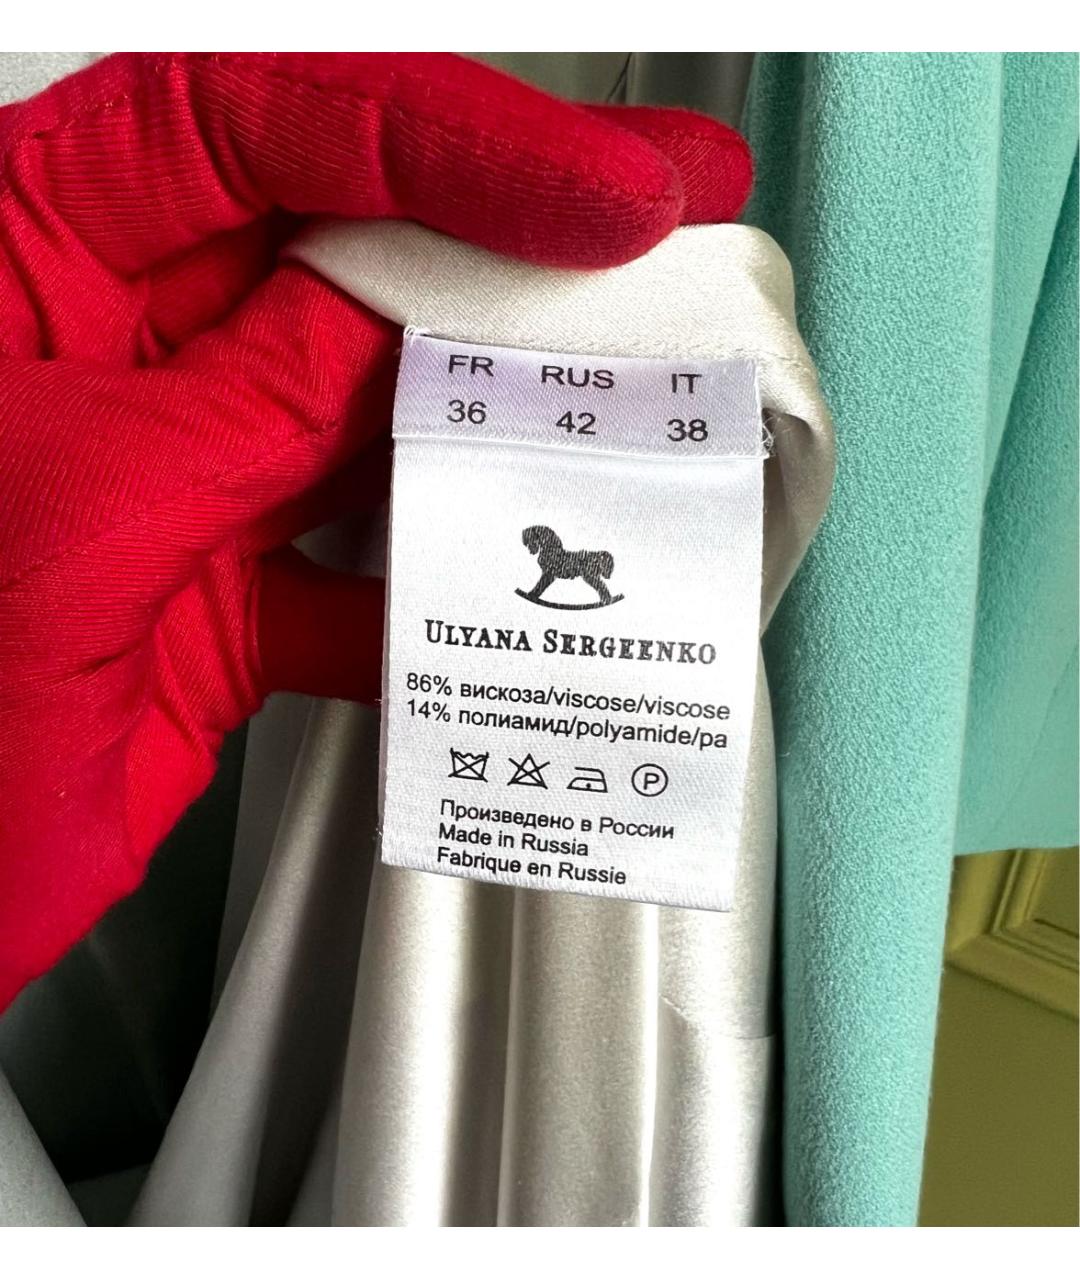 FR RUS IT
36 42 38
ULYANA SERGEENKO
86% вискоза/viscose/viscose
14% полиамид/polyamide/pa
P
Произведено в России
Made in Russia
Fabrique en Russie